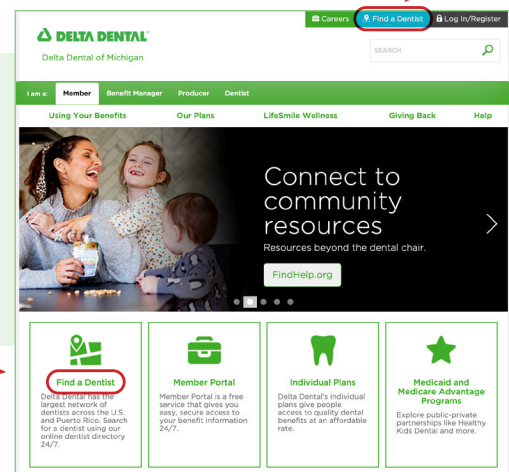 Careers Find a Dentist Log In/Register
DELTA DENTAL®
Delta Dental of Michigan
SEARCH
I am a: Member Benefit Manager Producer Dentist
Using Your Benefits Our Plans LifeSmile Wellness Giving Back Help
Connect to
community
resources
Resources beyond the dental chair.
FindHelp.org
Find a Dentist
Delta Dental has the
largest network of
dentists across the U.S.
and Puerto Rico. Search
for a dentist using our
online dentist directory
24/7.
Member Portal
Member Portal is a free
service that gives you
easy, secure access to
your benefit information
24/7.
Individual Plans
Delta Dental's individual
plans give people
access to quality dental
benefits at an affordable
rate.
Medicaid and
Medicare Advantage
Programs
Explore public-private
partnerships like Healthy
Kids Dental and more.